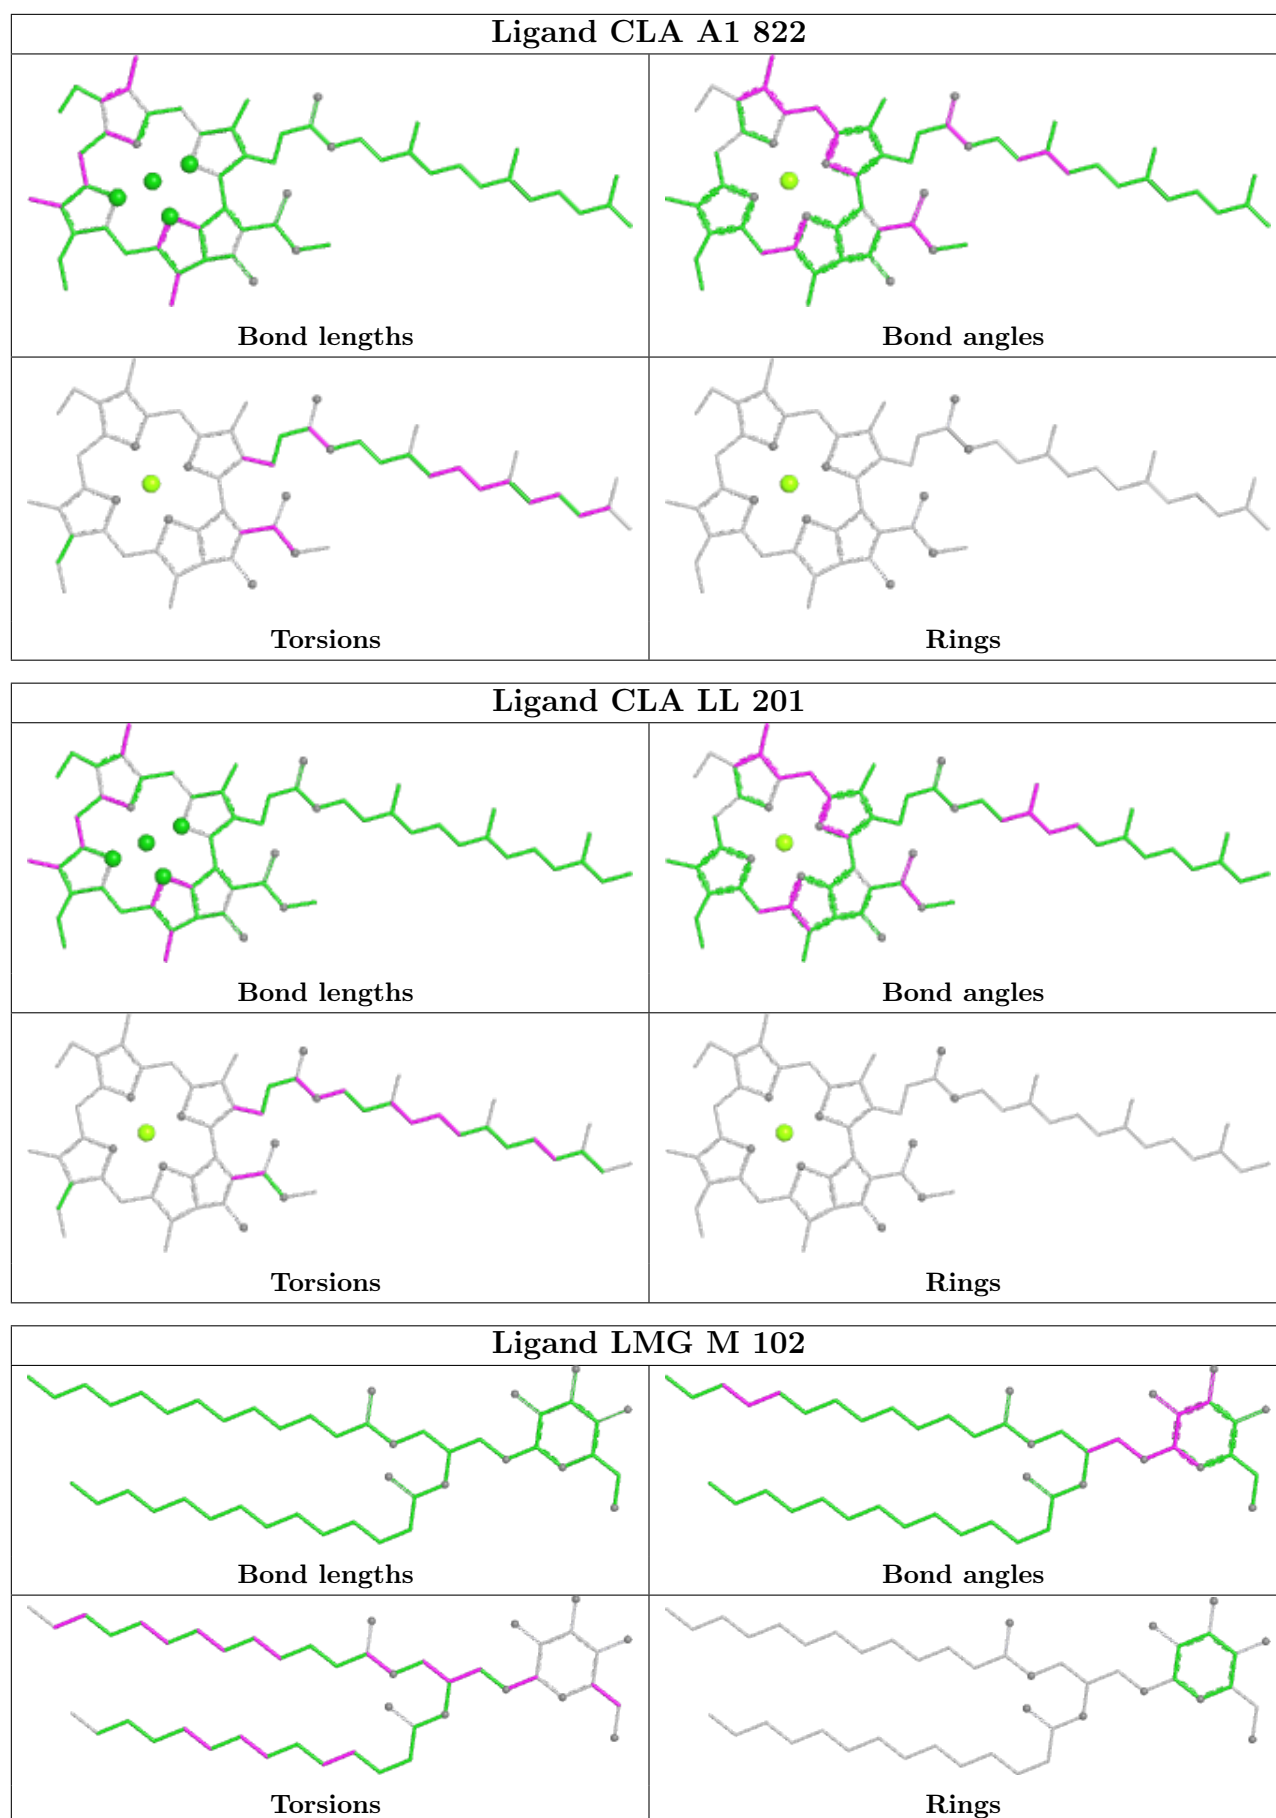 Ligand CLA A1 822
Bond lengths
Bond angles
Torsions
Rings
Ligand CLA LL 201
Bond lengths
Bond angles
Torsions
Rings
Ligand LMG M 102
Bond lengths
Bond angles
Torsions
Rings